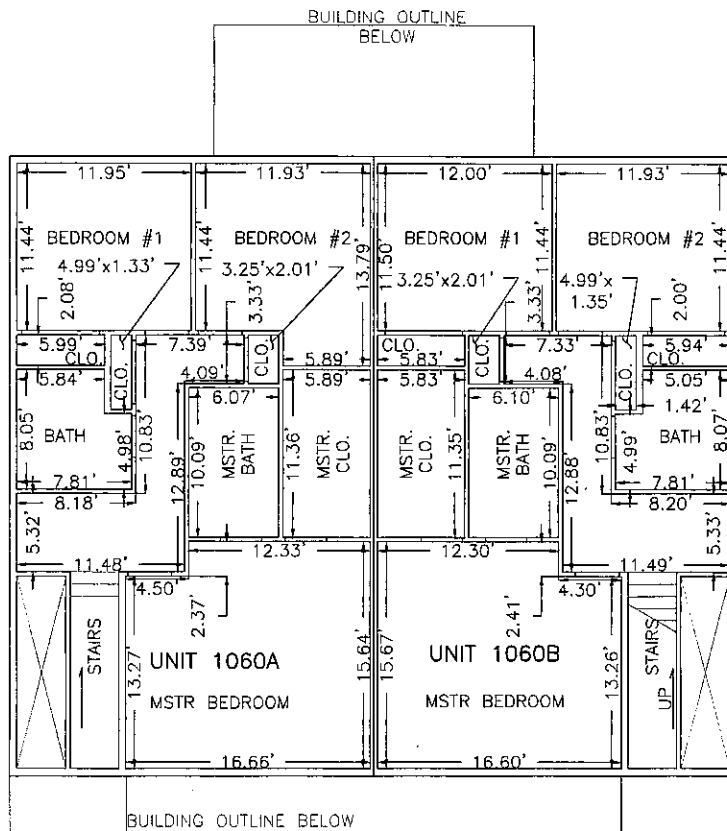 BUILDING OUTLINE
BELOW
11.95'
11.93'
12.00'
11.93'
11.44'
BEDROOM #1
11.44'
BEDROOM #2
13.79'
11.50'
BEDROOM #1
11.44'
BEDROOM #2
11.44'
4.99'x1.33'
3.25'x2.01'
3.25'x2.01'
4.99'x
1.35'
2.08'
3.33'
3.33'
2.00'
5.99'
CLO.
CLO.
7.39'
CLO.
5.89'
CLO.
5.83'
CLO.
7.33'
CLO.
5.94'
CLO.
5.84'
4.09'
5.89'
5.83'
4.08'
5.05'
6.07'
6.10'
1.42'
8.05'
BATH
4.98'
10.83'
12.89'
10.09'
MSTR.
BATH
11.36'
MSTR.
CLO.
MSTR.
CLO.
11.35'
MSTR.
BATH
10.09'
12.88'
10.83'
4.99'
BATH
8.07'
7.81'
7.81'
8.18'
8.20'
5.32'
5.33'
11.48'
12.33'
12.30'
11.49'
4.50'
2.37'
2.41'
4.30'
STAIRS
13.27'
UNIT 1060A
MSTR BEDROOM
15.64'
15.67'
UNIT 1060B
MSTR BEDROOM
13.26'
STAIRS
UP
16.66'
16.60'
BUILDING OUTLINE BELOW